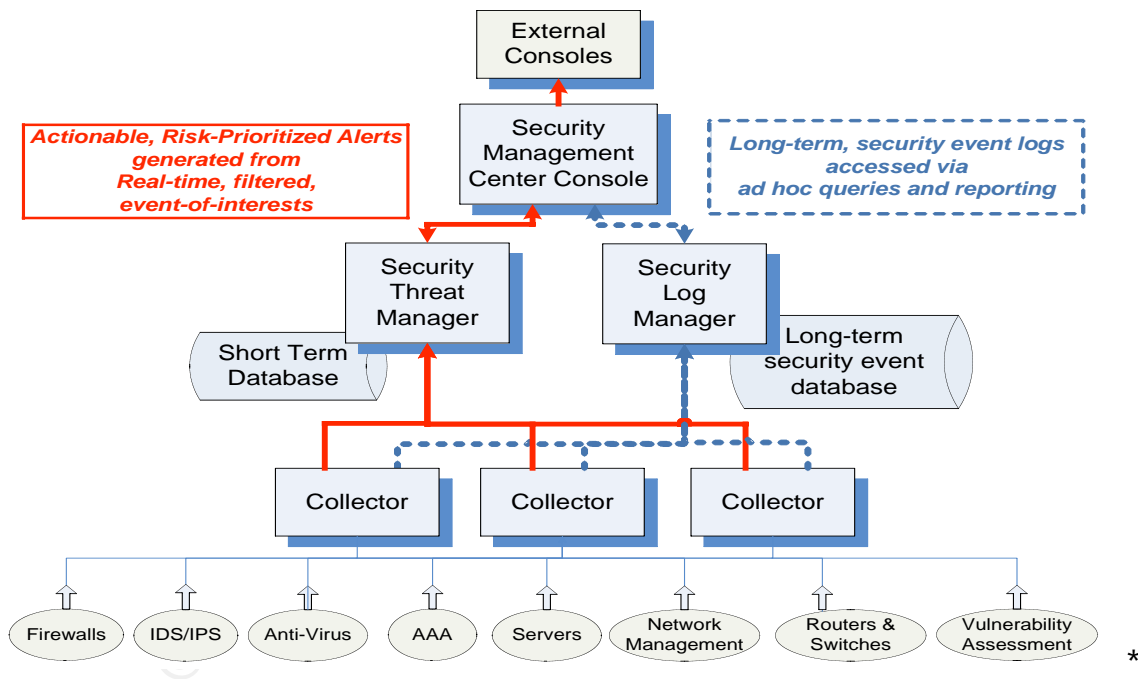 External
Consoles
Security
Management
Center Console
Actionable, Risk-Prioritized Alerts
generated from
Real-time, filtered,
event-of-interests
Long-term, security event logs
accessed via
ad hoc queries and reporting
Security
Threat
Manager
Security
Log
Manager
Short Term
Database
Long-term
security event
database
Collector
Collector
Collector
Firewalls
IDS/IPS
Anti-Virus
AAA
Servers
Network
Management
Routers &
Switches
Vulnerability
Assessment
*